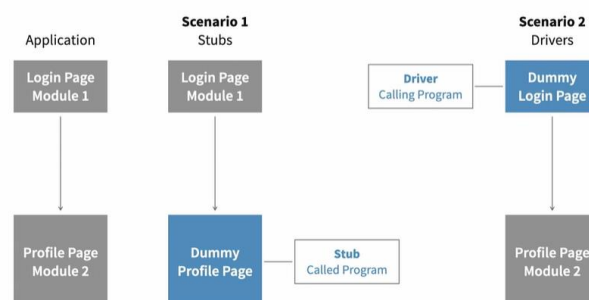 Application
Scenario 1
Stubs
Scenario 2
Drivers
Login Page
Module 1
Login Page
Module 1
Driver
Calling Program
Dummy
Login Page
Profile Page
Module 2
Dummy
Profile Page
Stub
Called Program
Profile Page
Module 2